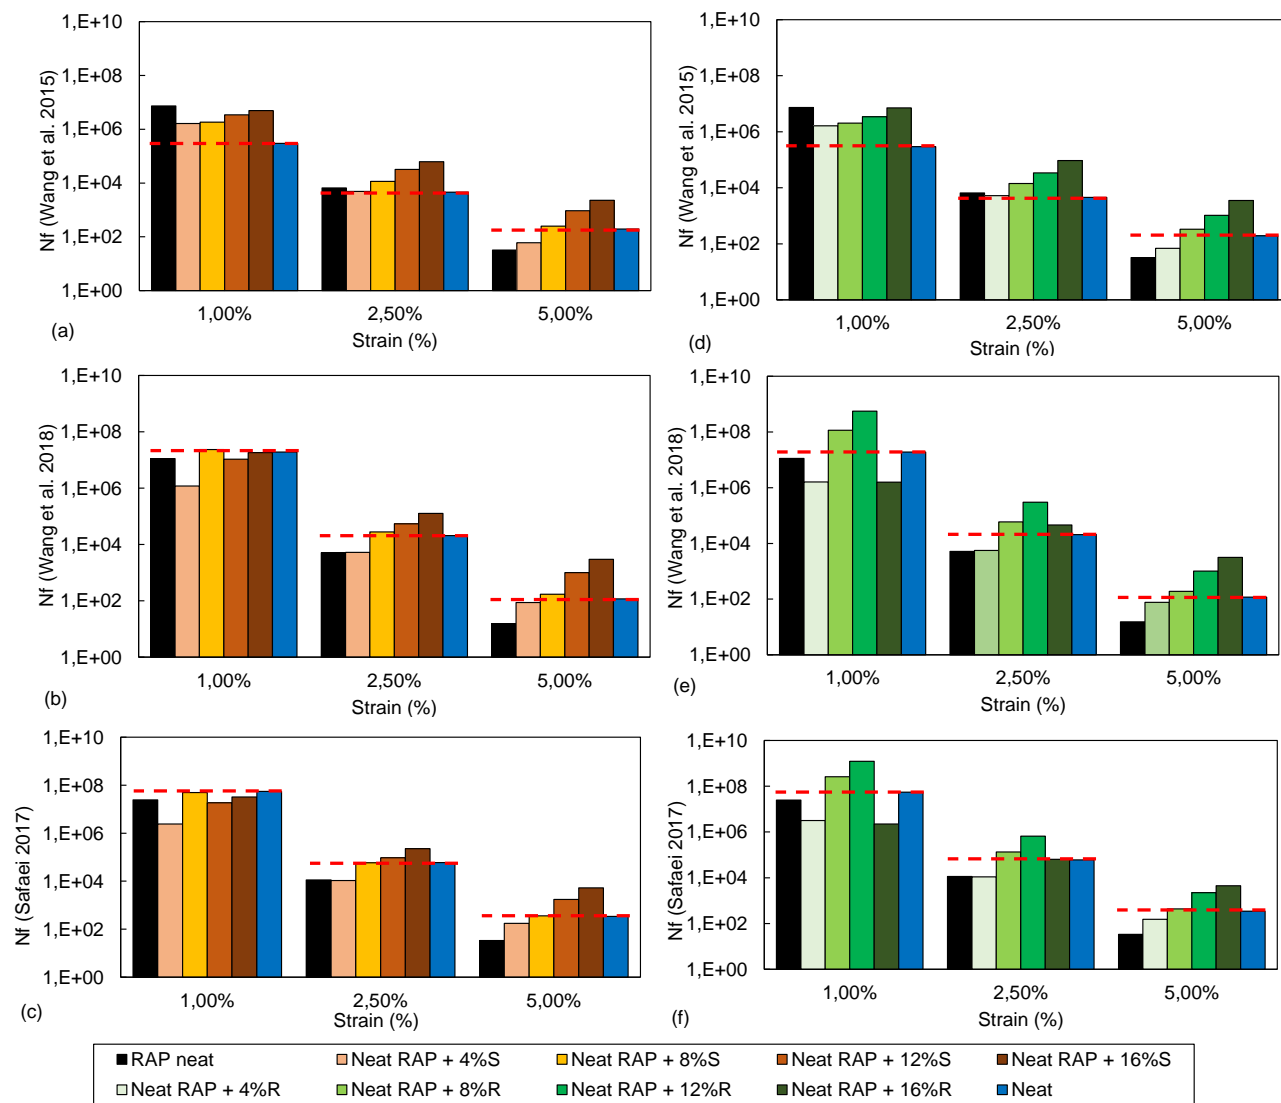 Nf (Wang et al. 2015)
1,E+10
1,E+08
1,E+06
1,E+04
1,E+02
1,E+00
1,00%
2,50%
5,00%
Strain (%)
(a)
Nf (Wang et al. 2015)
1,E+10
1,E+08
1,E+06
1,E+04
1,E+02
1,E+00
1,00%
2,50%
5,00%
Strain (%)
(d)
Nf (Wang et al. 2018)
1,E+10
1,E+08
1,E+06
1,E+04
1,E+02
1,E+00
1,00%
2,50%
5,00%
Strain (%)
(b)
Nf (Wang et al. 2018)
1,E+10
1,E+08
1,E+06
1,E+04
1,E+02
1,E+00
1,00%
2,50%
5,00%
Strain (%)
(e)
Nf (Safaei 2017)
1,E+10
1,E+08
1,E+06
1,E+04
1,E+02
1,E+00
1,00%
2,50%
5,00%
Strain (%)
(c)
Nf (Safaei 2017)
1,E+10
1,E+08
1,E+06
1,E+04
1,E+02
1,E+00
1,00%
2,50%
5,00%
Strain (%)
(f)
RAP neat
Neat RAP + 4%S
Neat RAP + 8%S
Neat RAP + 12%S
Neat RAP + 16%S
Neat RAP + 4%R
Neat RAP + 8%R
Neat RAP + 12%R
Neat RAP + 16%R
Neat